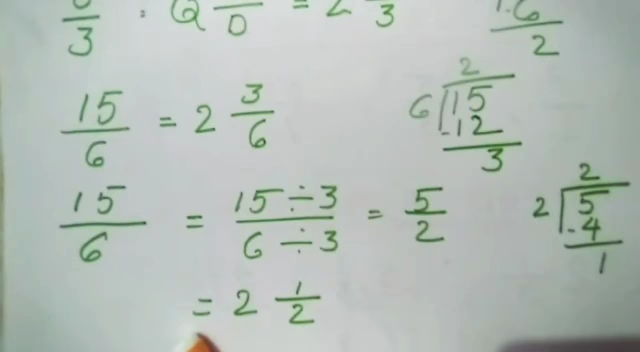 15/6 = 2 3/6
6)15 2
-12
3
15/6 = 15÷3/6÷3 = 5/2
2)5 2
-4
1
= 2 1/2